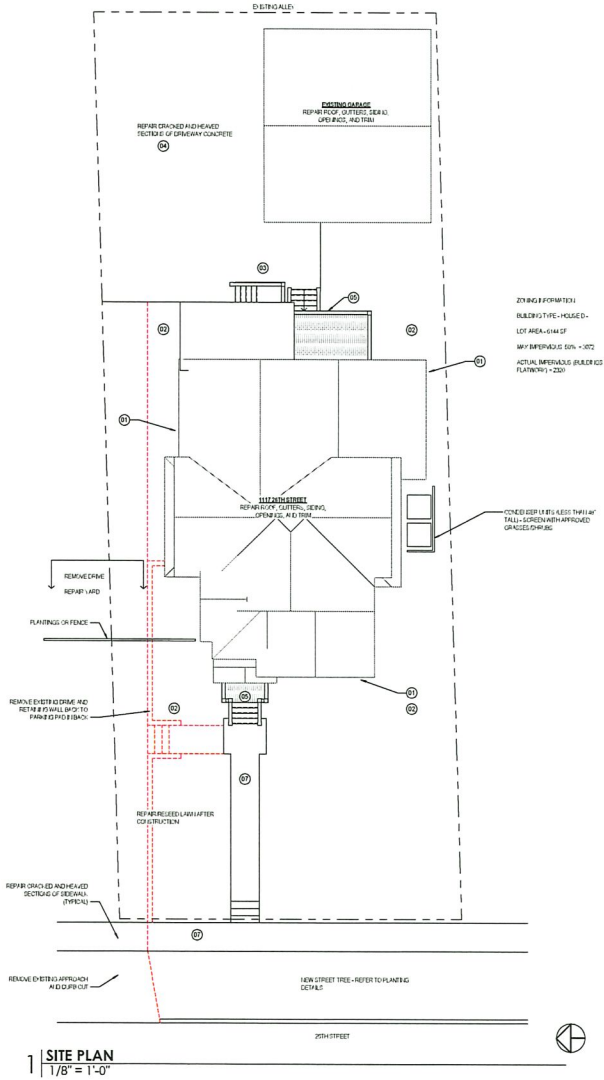 EXISTING ALLEY
EXISTING GARAGE
REPAIR ROOF, GUTTERS, SIDING,
OPENINGS, AND TRIM
REPAIR CRACKED AND HEAVED
SECTIONS OF DRIVEWAY CONCRETE
04
03
05
02
02
ZONING INFORMATION
BUILDING TYPE - HOUSE D -
LOT AREA - 6144 SF
MAX IMPERVIOUS 50% = 3072
ACTUAL IMPERVIOUS (BUILDINGS
FLATWORK) = 2320
01
01
1117 26TH STREET
REPAIR ROOF, GUTTERS, SIDING,
OPENINGS, AND TRIM
CONDENSER UNITS (LESS THAN 48"
TALL) - SCREEN WITH APPROVED
GRASSES/SHRUBS
REMOVE DRIVE
REPAIR YARD
PLANTINGS OR FENCE
REMOVE EXISTING DRIVE AND
RETAINING WALL BACK TO
PARKING PAD IN BACK
02
05
01
02
07
REPAIR/RESEED LAWN AFTER
CONSTRUCTION
REPAIR CRACKED AND HEAVED
SECTIONS OF SIDEWALK
(TYPICAL)
07
REMOVE EXISTING APPROACH
AND CURB CUT
NEW STREET TREE - REFER TO PLANTING
DETAILS
25TH STREET
1 SITE PLAN
1/8" = 1'-0"